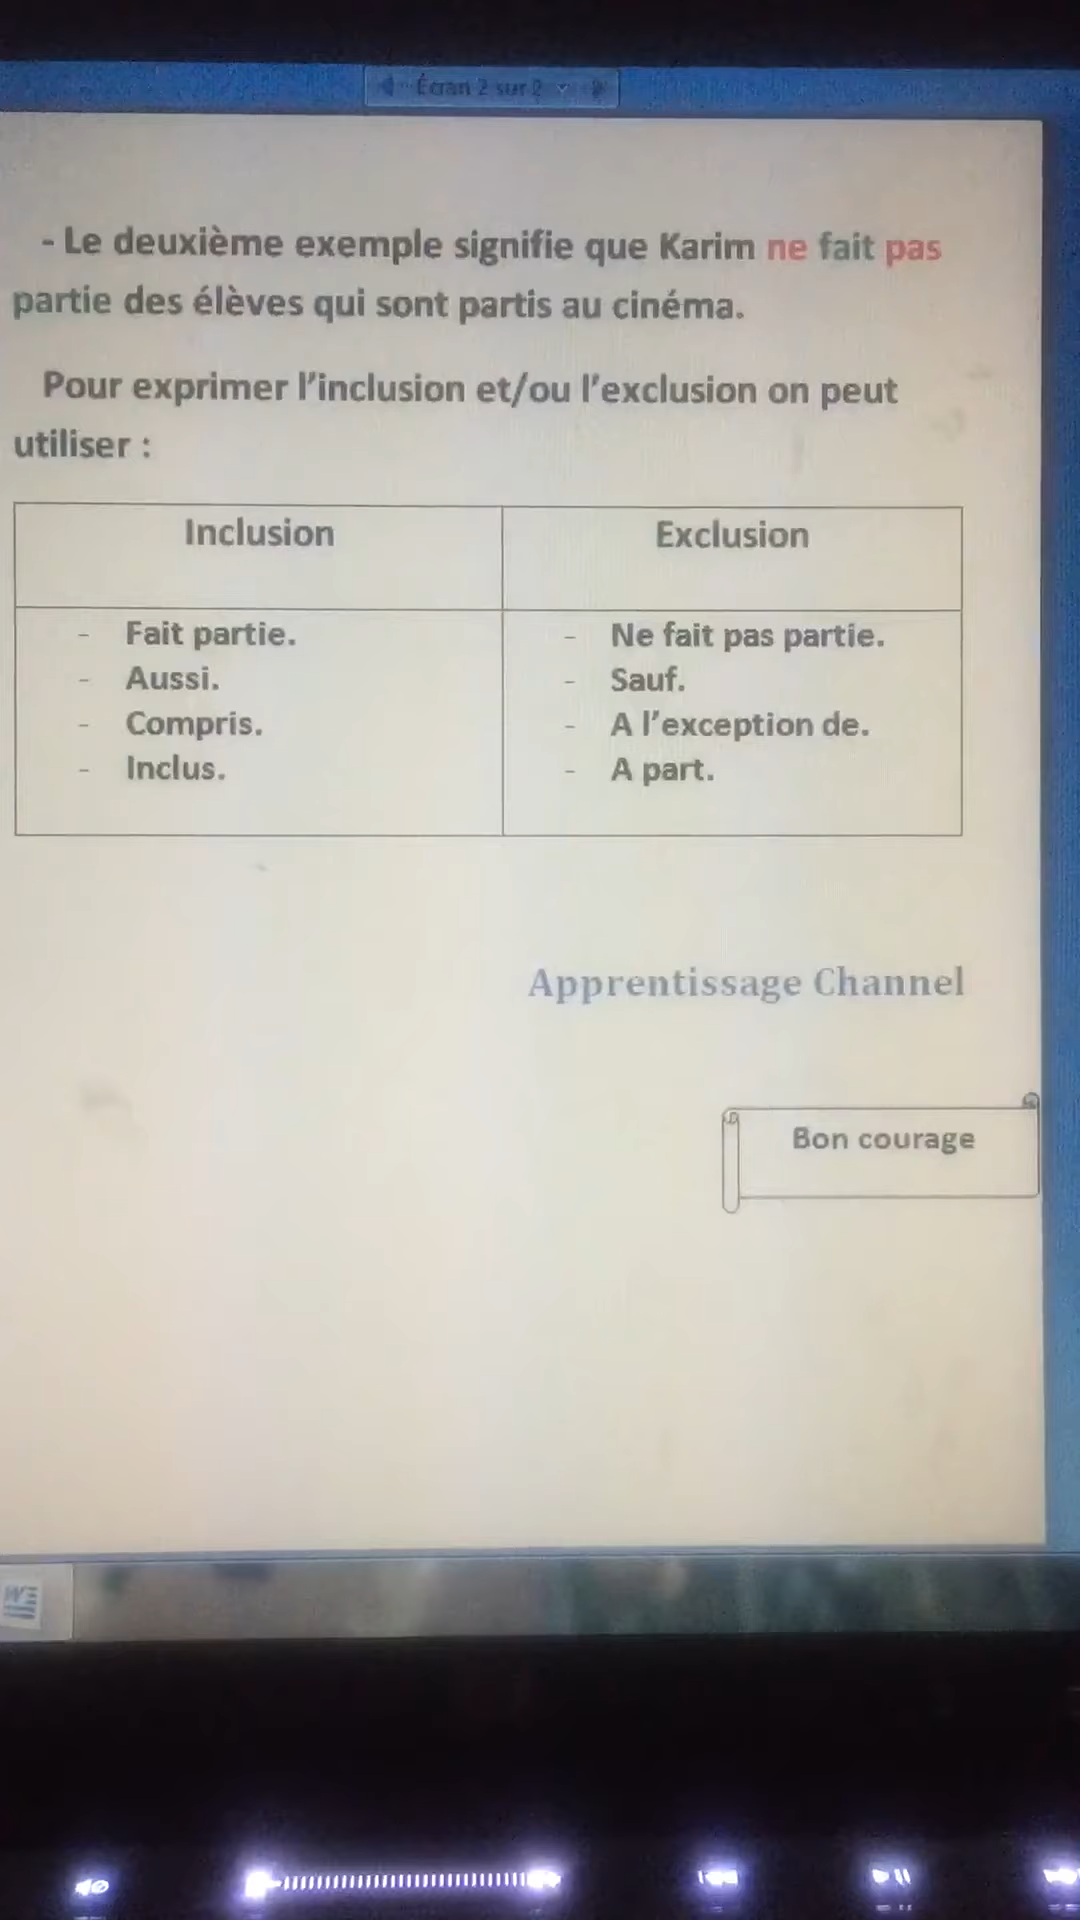 Écran 2 sur 2
- Le deuxième exemple signifie que Karim ne fait pas
partie des élèves qui sont partis au cinéma.
Pour exprimer l'inclusion et/ou l'exclusion on peut
utiliser :
Inclusion
Exclusion
- Fait partie.
- Aussi.
- Compris.
- Inclus.
- Ne fait pas partie.
- Sauf.
- A l'exception de.
- A part.
Apprentissage Channel
Bon courage